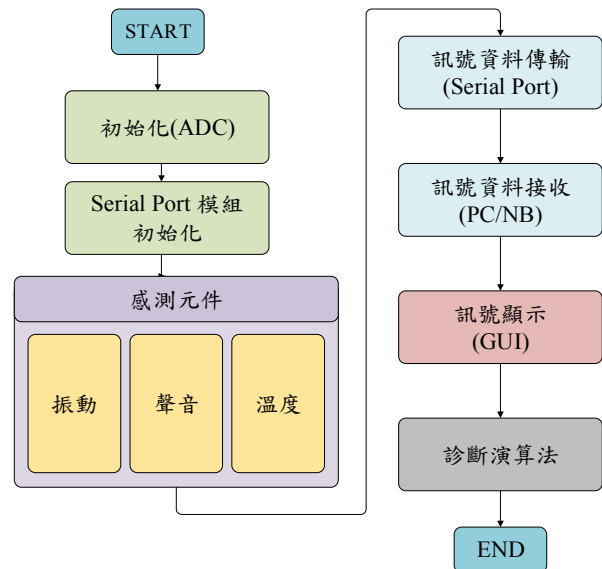 START
初始化(ADC)
Serial Port 模組
初始化
感測元件
振動
聲音
溫度
訊號資料傳輸
(Serial Port)
訊號資料接收
(PC/NB)
訊號顯示
(GUI)
診斷演算法
END